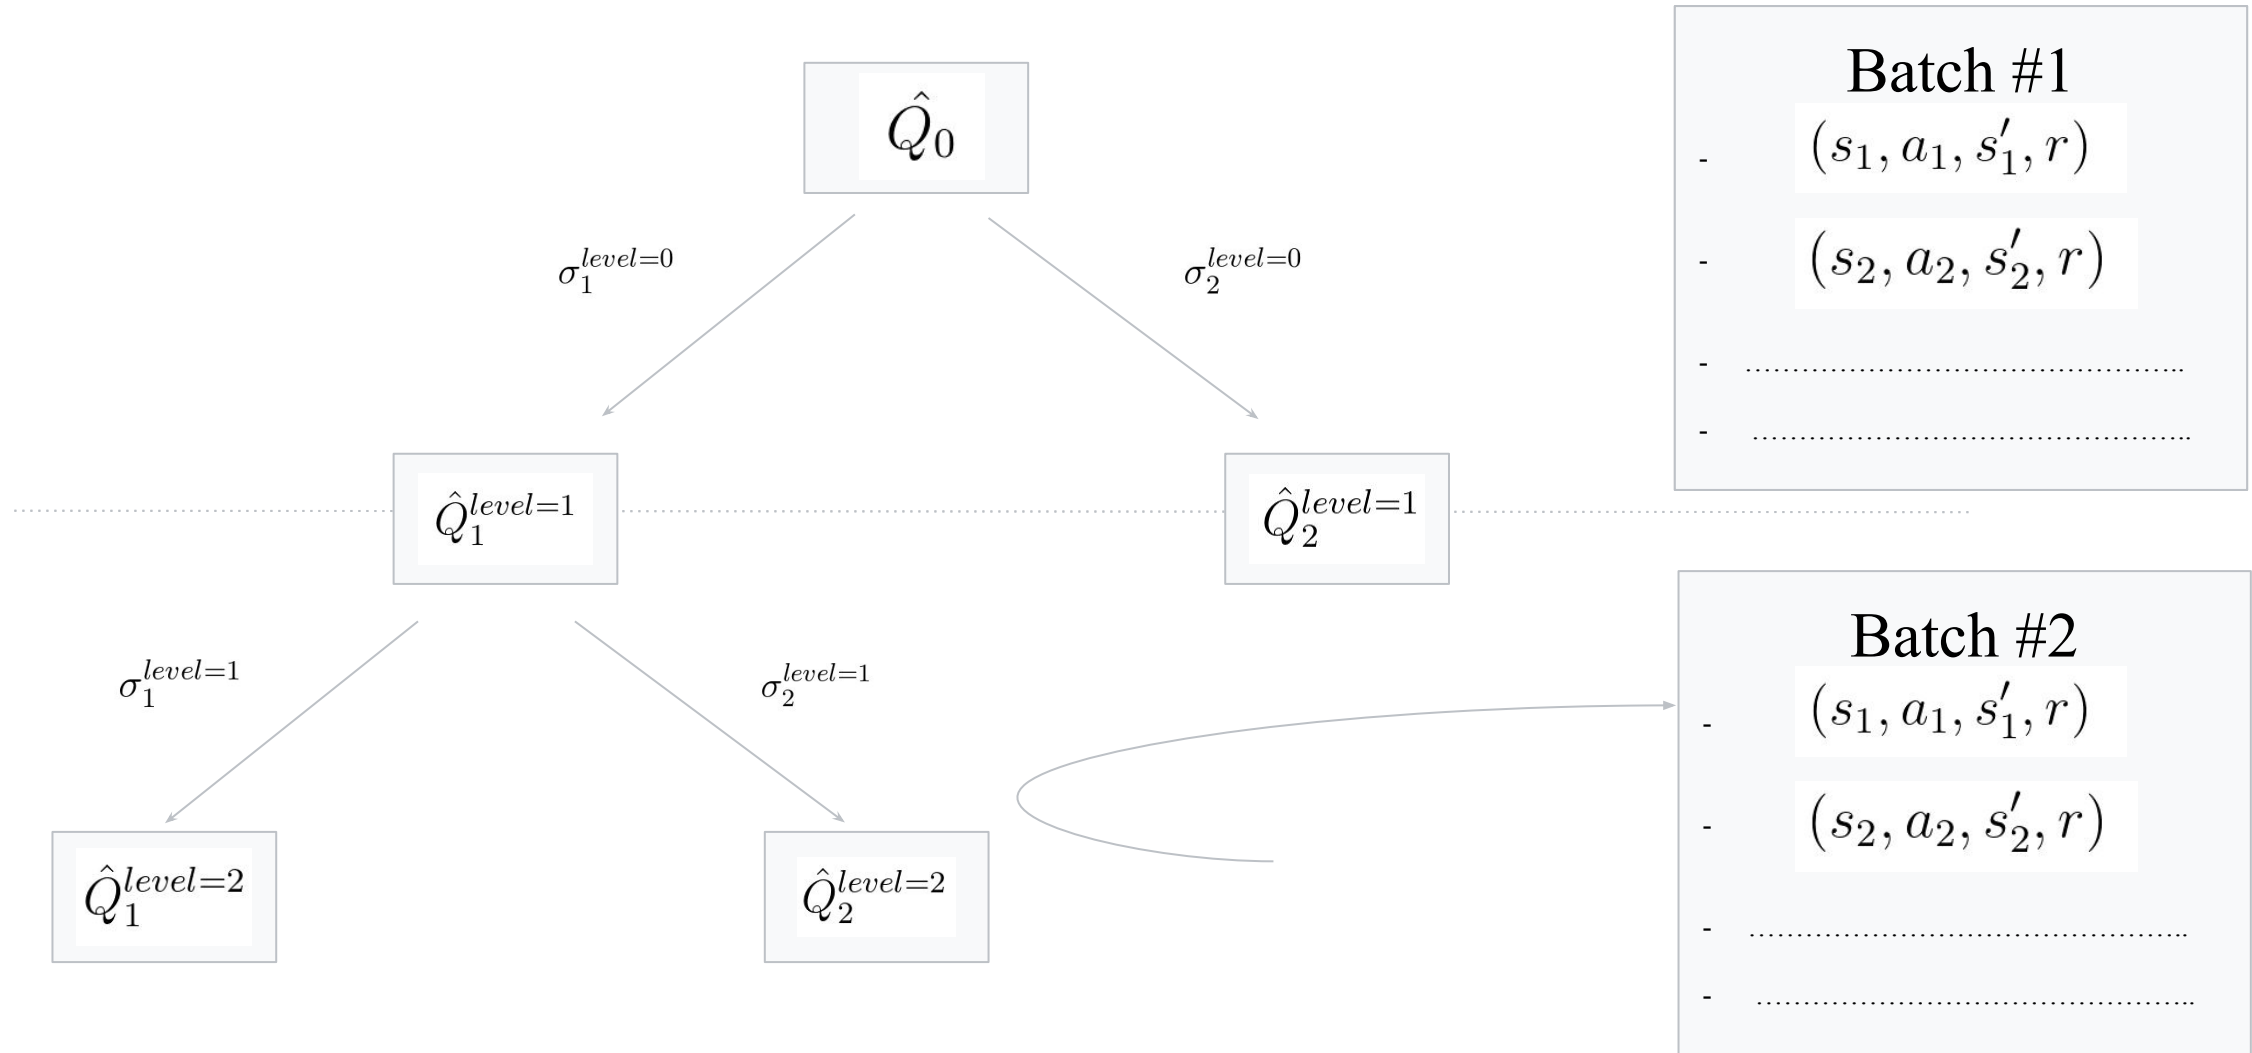 Q̂₀
σ₁^{level=0}
σ₂^{level=0}
Q̂₁^{level=1}
Q̂₂^{level=1}
σ₁^{level=1}
σ₂^{level=1}
Q̂₁^{level=2}
Q̂₂^{level=2}
Batch #1
- (s₁, a₁, s′₁, r)
- (s₂, a₂, s′₂, r)
- ...............................................
- ...............................................
Batch #2
- (s₁, a₁, s′₁, r)
- (s₂, a₂, s′₂, r)
- ...............................................
- ...............................................